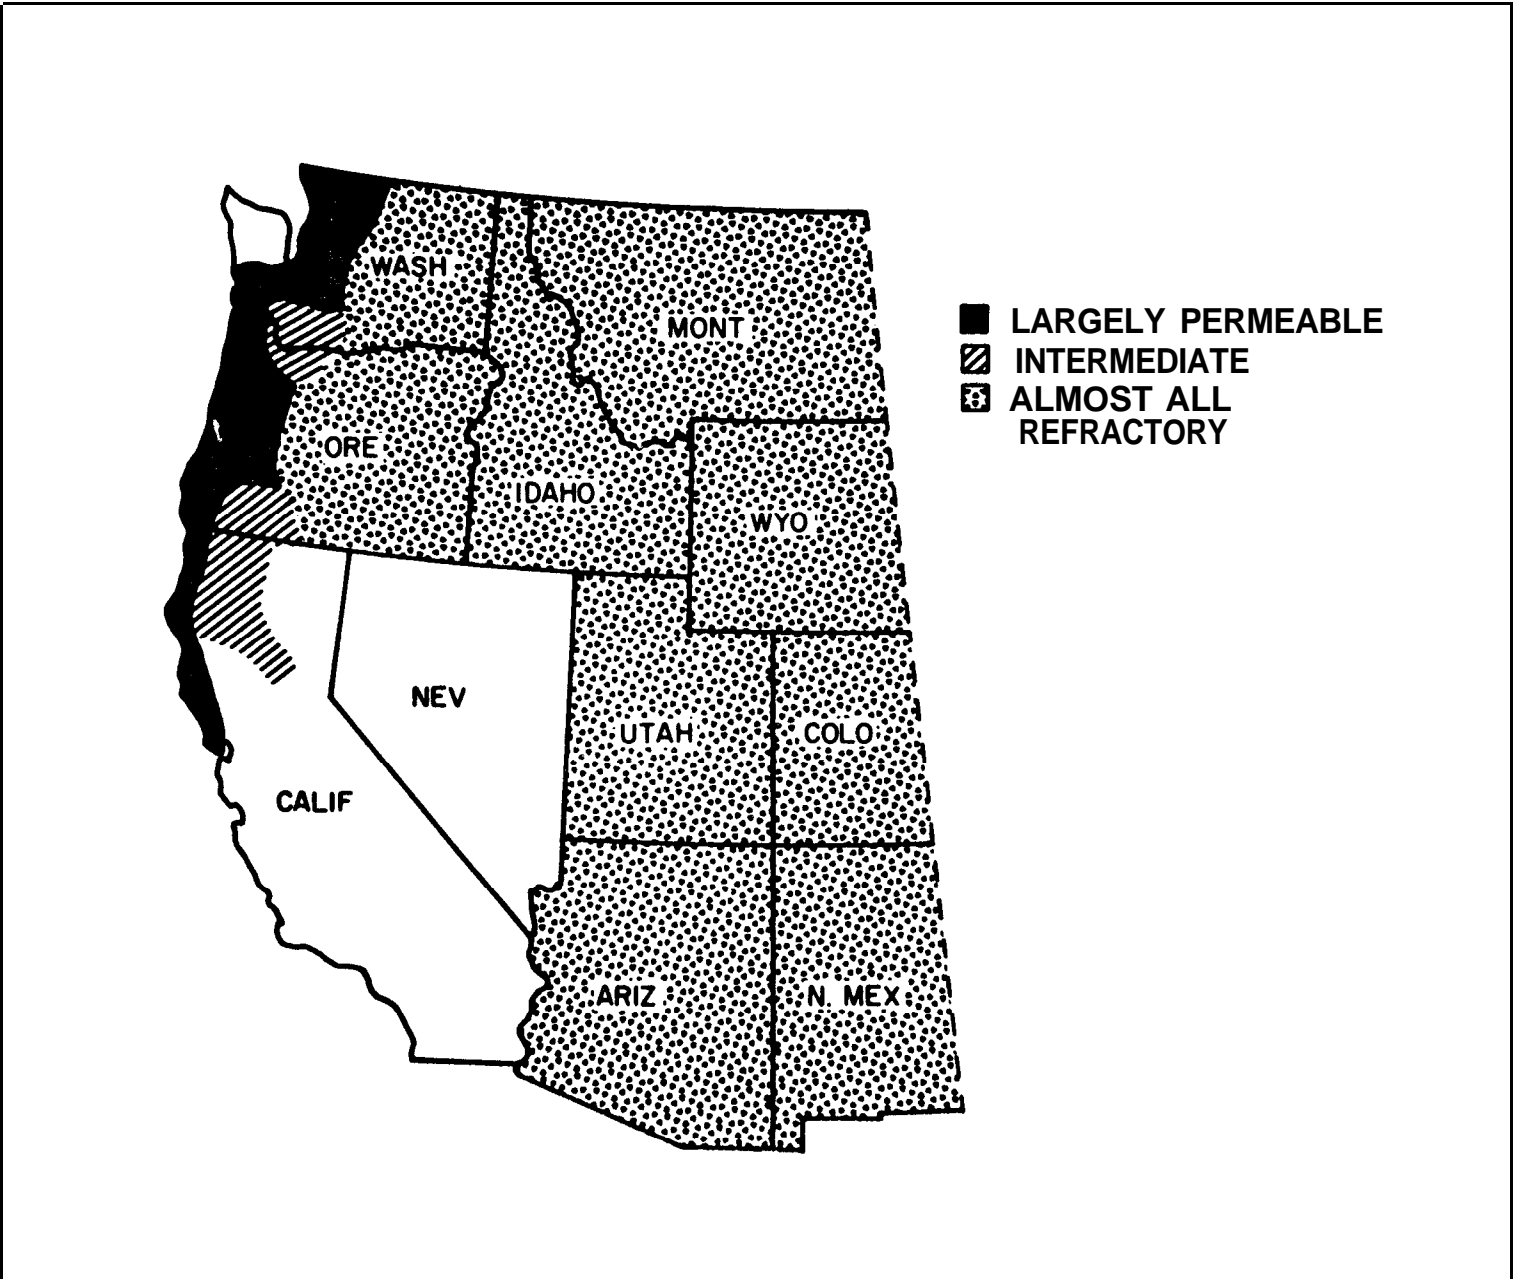 WASH
MONT
ORE
IDAHO
WYO
NEV
UTAH
COLO
CALIF
ARIZ
N. MEX
LARGELY PERMEABLE
INTERMEDIATE
ALMOST ALL
REFRACTORY